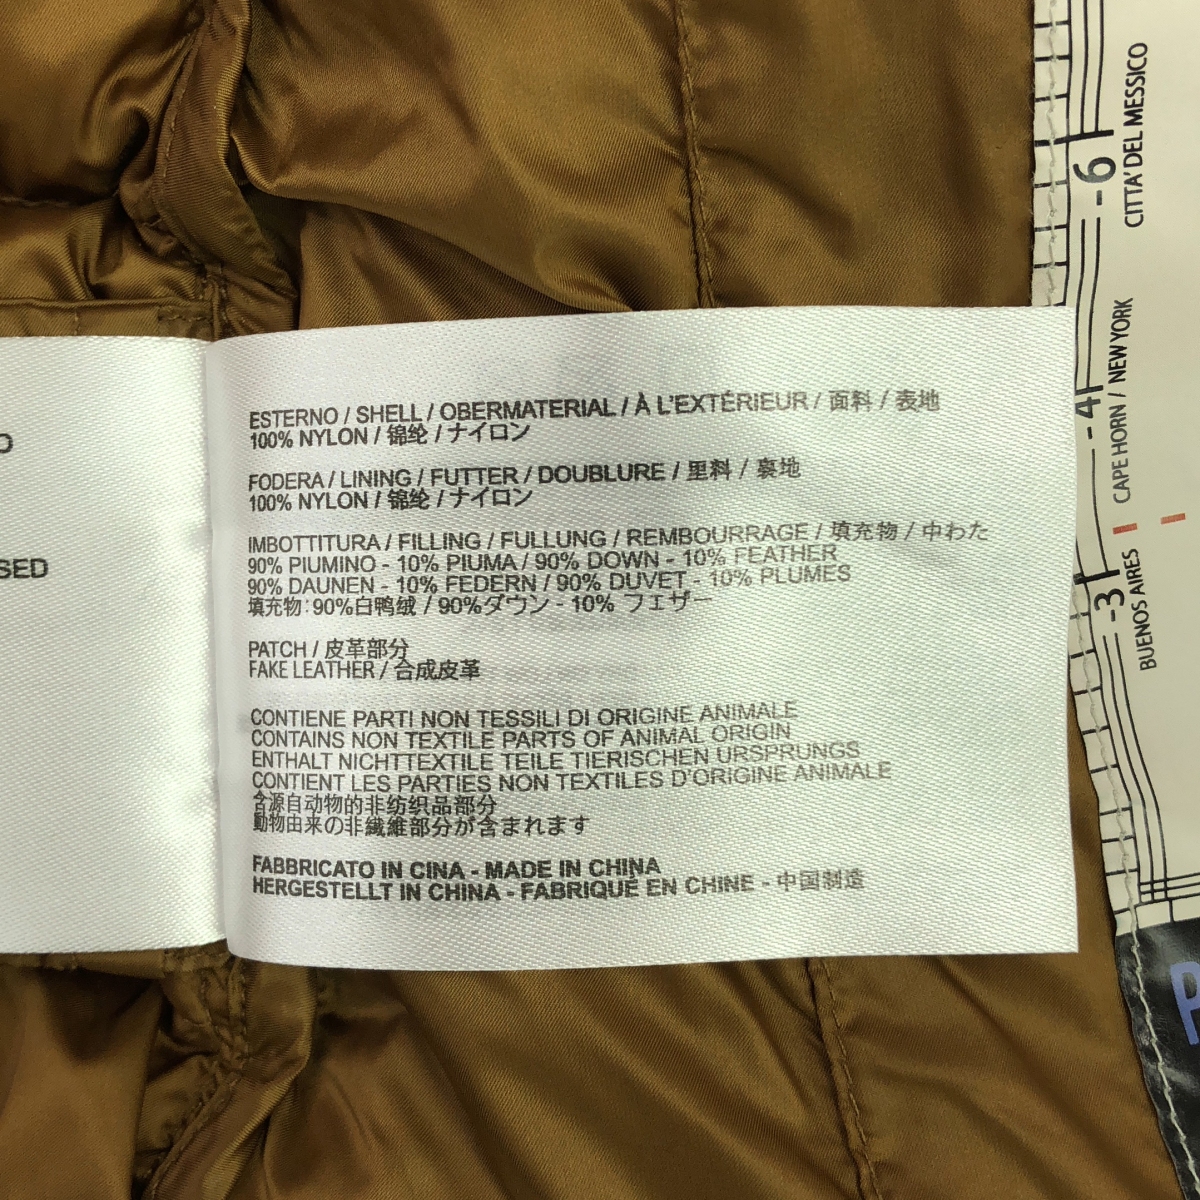 ESTERNO / SHELL / OBERMATERIAL / À L'EXTÉRIEUR / 面料 / 表地
100% NYLON / 锦纶 / ナイロン
FODERA / LINING / FUTTER / DOUBLURE / 里料 / 裏地
100% NYLON / 锦纶 / ナイロン
IMBOTTITURA / FILLING / FULLUNG / REMBOURRAGE / 填充物 / 中わた
90% PIUMINO - 10% PIUMA / 90% DOWN - 10% FEATHER
90% DAUNEN - 10% FEDERN / 90% DUVET - 10% PLUMES
填充物：90%白鸭绒 / 90%ダウン - 10% フェザー
PATCH / 皮革部分
FAKE LEATHER / 合成皮革
CONTIENE PARTI NON TESSILI DI ORIGINE ANIMALE
CONTAINS NON TEXTILE PARTS OF ANIMAL ORIGIN
ENTHALT NICHTTEXTILE TEILE TIERISCHEN URSPRUNGS
CONTIENT LES PARTIES NON TEXTILES D'ORIGINE ANIMALE
含源自动物的非纺织品部分
動物由来の非繊維部分が含まれます
FABBRICATO IN CINA - MADE IN CHINA
HERGESTELLT IN CHINA - FABRIQUÉ EN CHINE - 中国制造
-6
CITTA' DEL MESSICO
-4
CAPE HORN / NEW YORK
-3
BUENOS AIRES